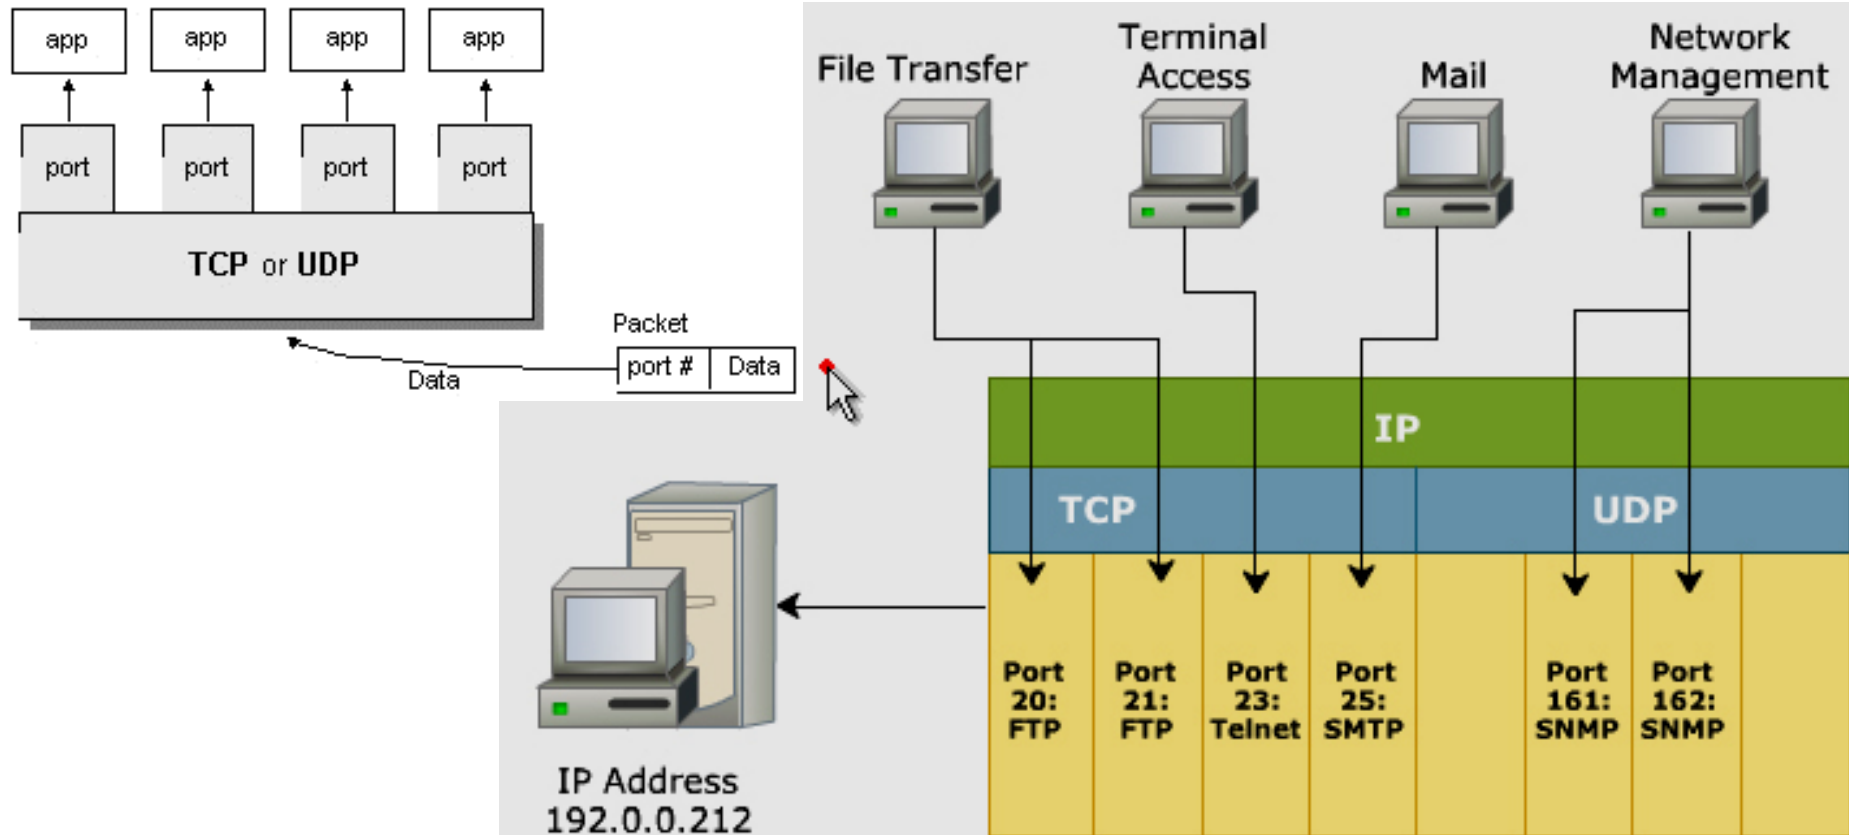 app
app
app
app
port
port
port
port
TCP or UDP
Packet
port #
Data
Data
File Transfer
Terminal
Access
Mail
Network
Management
IP
TCP
UDP
Port
20:
FTP
Port
21:
FTP
Port
23:
Telnet
Port
25:
SMTP
Port
161:
SNMP
Port
162:
SNMP
IP Address
192.0.0.212